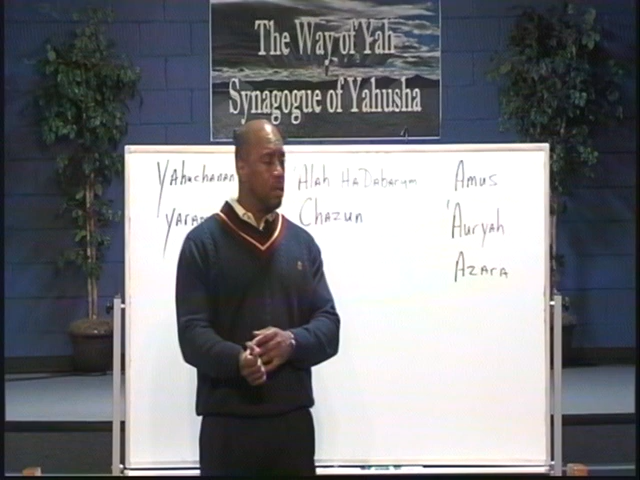 The Way of Yah
Synagogue of Yahusha
Yahuchanan 'Alah HaDabarym Amus
Chazun 'Auryah
Azara